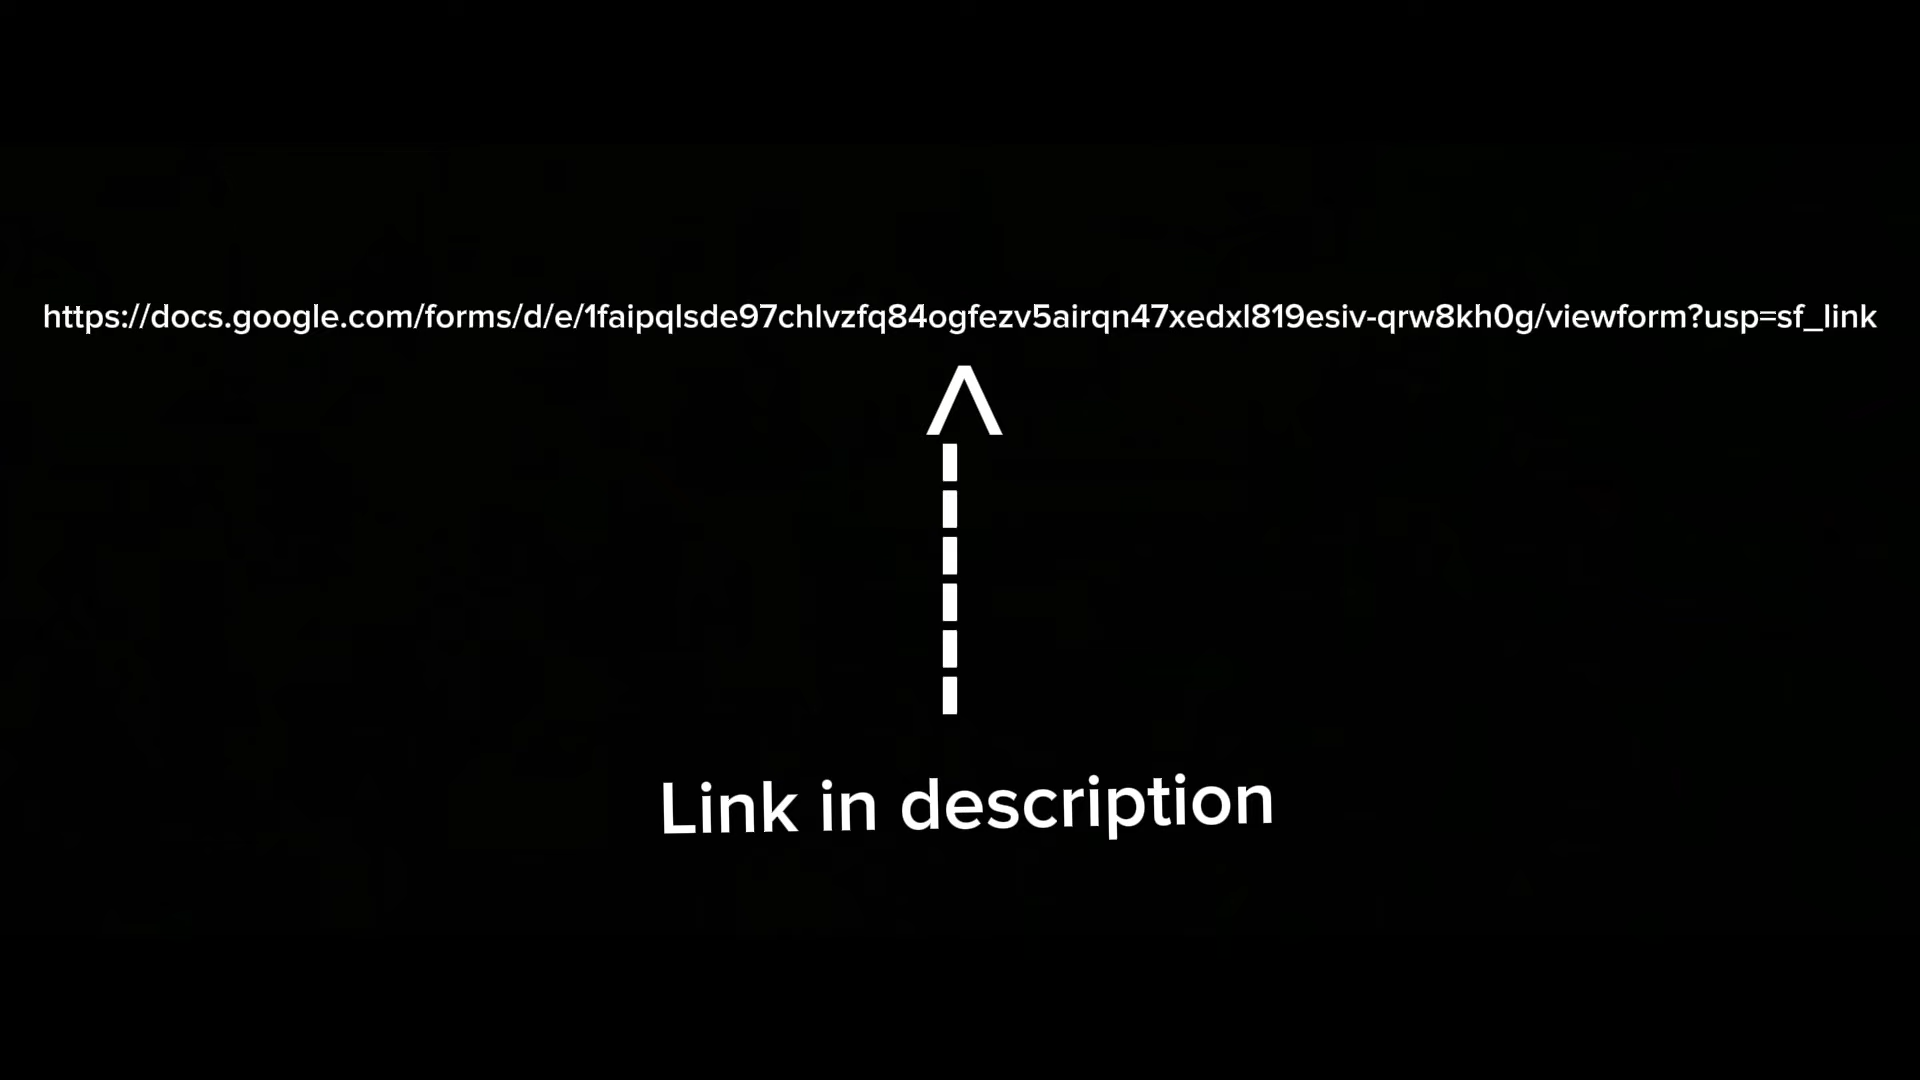 https://docs.google.com/forms/d/e/1faipqlsde97chlvzfq84ogfezv5airqn47xedxl819esiv-qrw8kh0g/viewform?usp=sf_link
Link in description